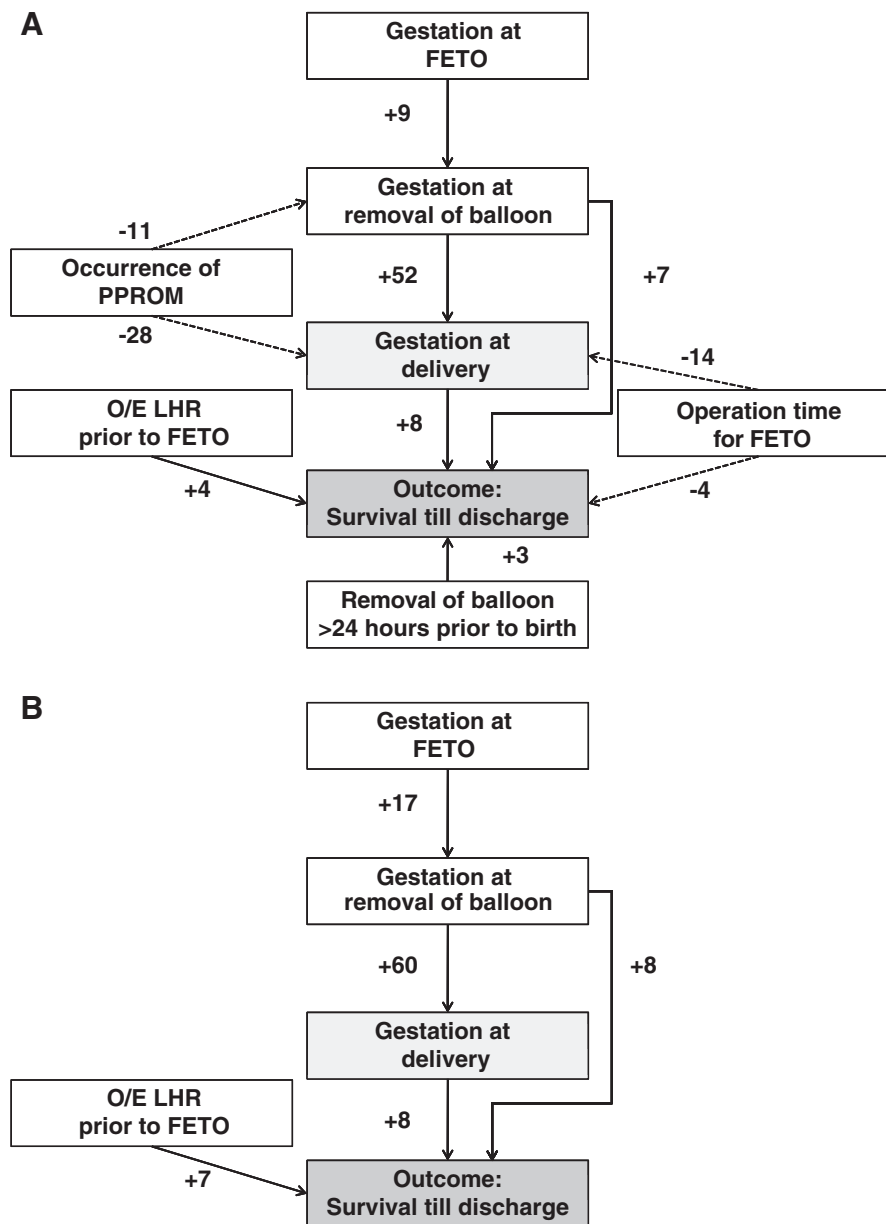 A
Gestation at
FETO
+9
Gestation at
removal of balloon
-11
Occurrence of
PPROM
+52
+7
-28
Gestation at
delivery
-14
O/E LHR
prior to FETO
+8
Operation time
for FETO
+4
Outcome:
Survival till discharge
-4
+3
Removal of balloon
>24 hours prior to birth
B
Gestation at
FETO
+17
Gestation at
removal of balloon
+60
+8
Gestation at
delivery
O/E LHR
prior to FETO
+8
+7
Outcome:
Survival till discharge